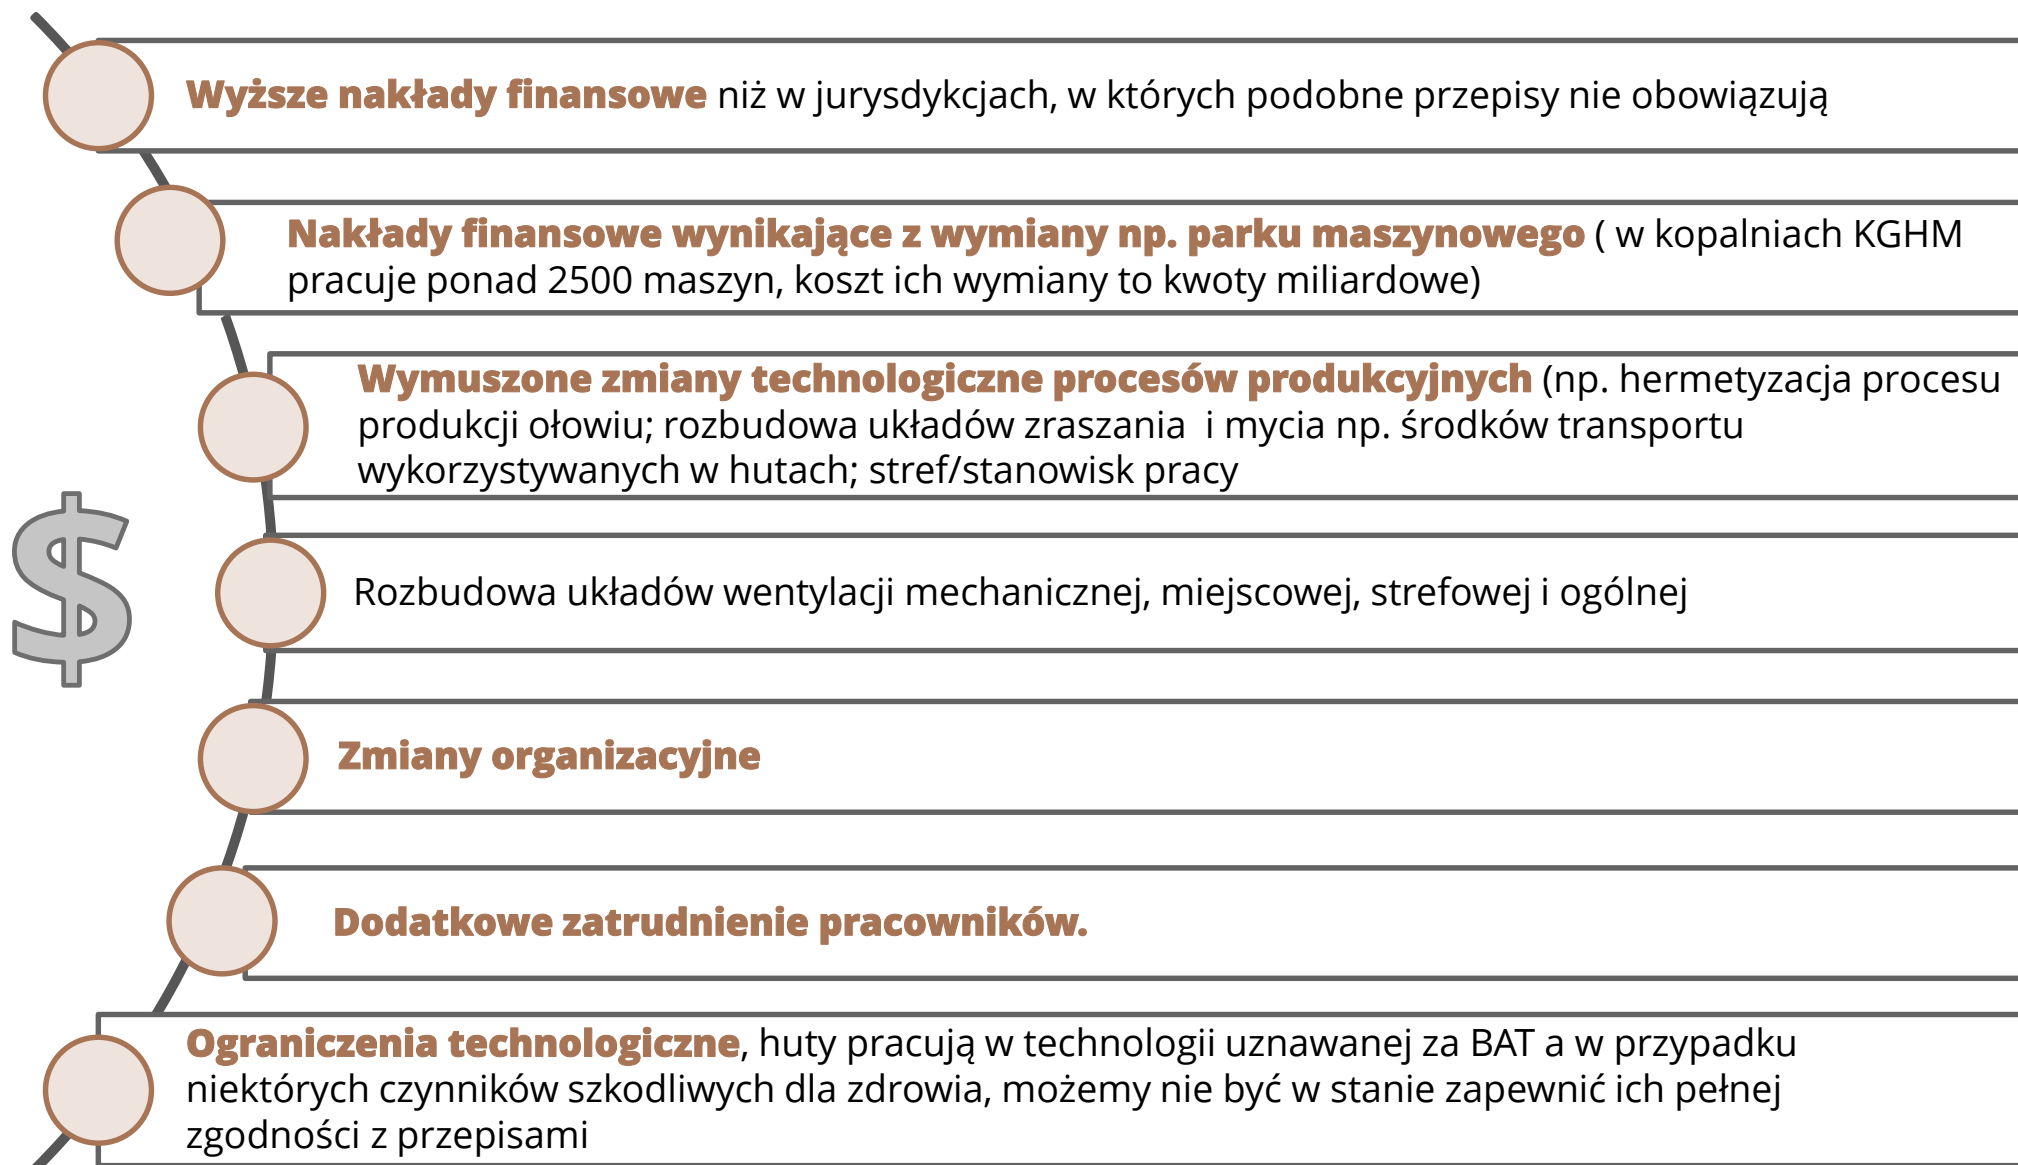 Wyższe nakłady finansowe niż w jurysdykcjach, w których podobne przepisy nie obowiązują
Nakłady finansowe wynikające z wymiany np. parku maszynowego ( w kopalniach KGHM
pracuje ponad 2500 maszyn, koszt ich wymiany to kwoty miliardowe)
Wymuszone zmiany technologiczne procesów produkcyjnych (np. hermetyzacja procesu
produkcji ołowiu; rozbudowa układów zraszania  i mycia np. środków transportu
wykorzystywanych w hutach; stref/stanowisk pracy
$
Rozbudowa układów wentylacji mechanicznej, miejscowej, strefowej i ogólnej
Zmiany organizacyjne
Dodatkowe zatrudnienie pracowników.
Ograniczenia technologiczne, huty pracują w technologii uznawanej za BAT a w przypadku
niektórych czynników szkodliwych dla zdrowia, możemy nie być w stanie zapewnić ich pełnej
zgodności z przepisami